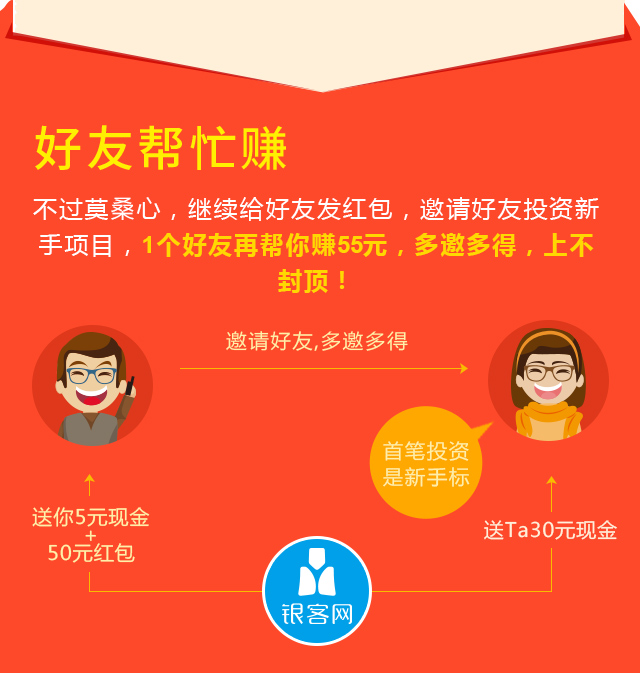 好友帮忙赚
不过莫桑心，继续给好友发红包，邀请好友投资新
手项目，1个好友再帮你赚55元，多邀多得，上不
封顶！
邀请好友,多邀多得
首笔投资
是新手标
送你5元现金
+
50元红包
送Ta30元现金
银客网